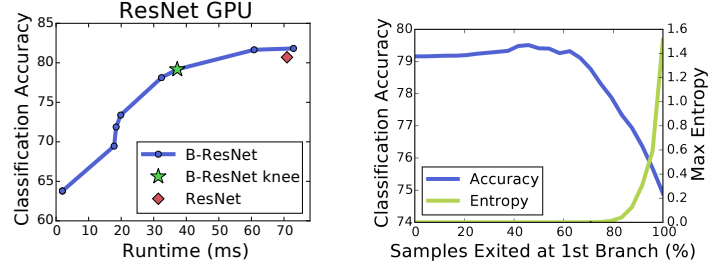 ResNet GPU
Classification Accuracy
85
80
75
70
65
60
0 10 20 30 40 50 60 70
Runtime (ms)
B-ResNet
B-ResNet knee
ResNet
Classification Accuracy
80
79
78
77
76
75
74
0 20 40 60 80 100
Samples Exited at 1st Branch (%)
Accuracy
Entropy
1.6
1.4
1.2
1.0
0.8
0.6
0.4
0.2
0.0
Max Entropy